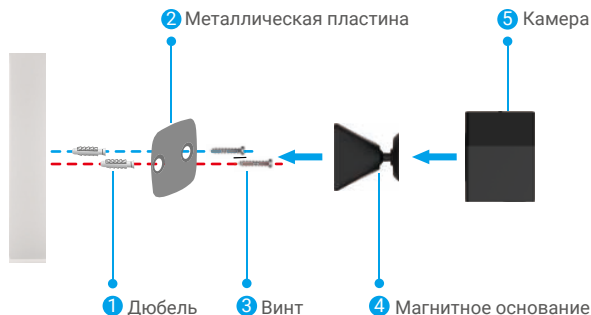 2 Металлическая пластина
5 Камера
1 Дюбель
3 Винт
4 Магнитное основание